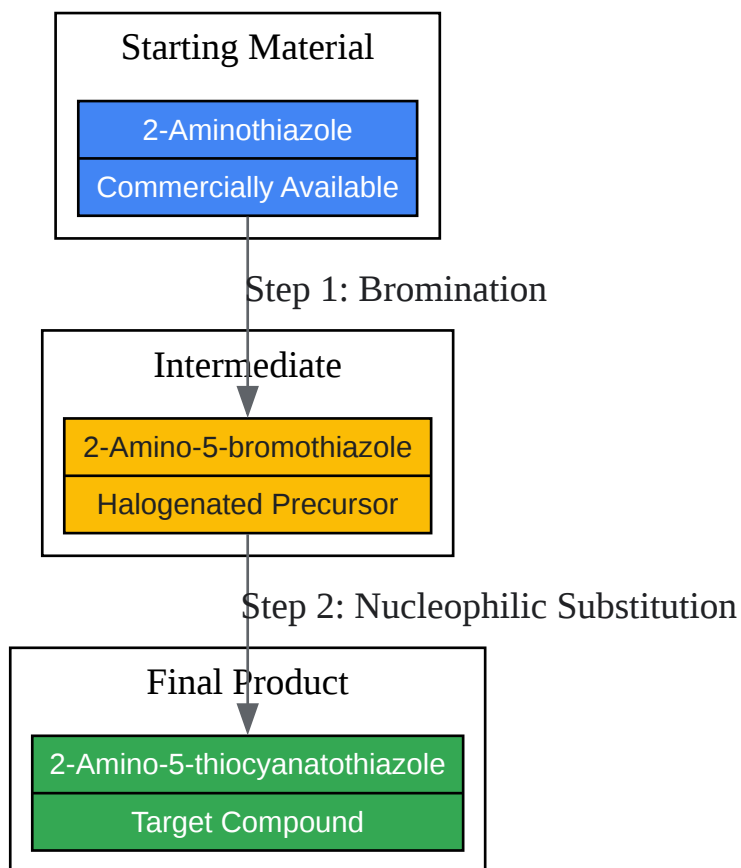 Starting Material
2-Aminothiazole
Commercially Available
Step 1: Bromination
Intermediate
2-Amino-5-bromothiazole
Halogenated Precursor
Step 2: Nucleophilic Substitution
Final Product
2-Amino-5-thiocyanatothiazole
Target Compound